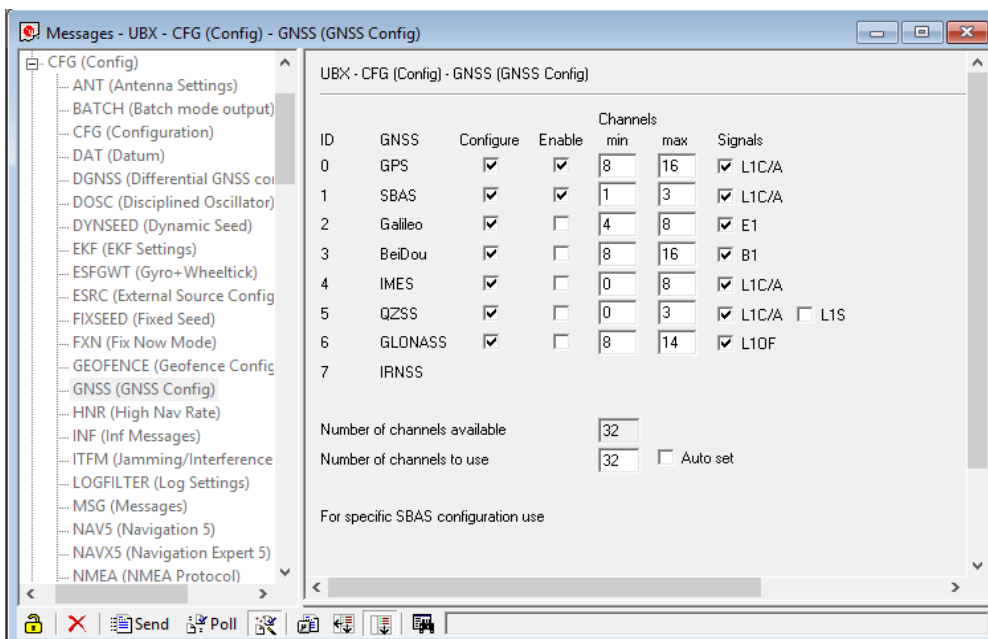 Messages - UBX - CFG (Config) - GNSS (GNSS Config)
CFG (Config)
ANT (Antenna Settings)
BATCH (Batch mode output)
CFG (Configuration)
DAT (Datum)
DGNSS (Differential GNSS cor
DOSC (Disciplined Oscillator)
DYNSEED (Dynamic Seed)
EKF (EKF Settings)
ESFGWT (Gyro+Wheeltick)
ESRC (External Source Config
FIXSEED (Fixed Seed)
FXN (Fix Now Mode)
GEOFENCE (Geofence Config
GNSS (GNSS Config)
HNR (High Nav Rate)
INF (Inf Messages)
ITFM (Jamming/Interference
LOGFILTER (Log Settings)
MSG (Messages)
NAV5 (Navigation 5)
NAVX5 (Navigation Expert 5)
NMEA (NMEA Protocol)
UBX - CFG (Config) - GNSS (GNSS Config)
Channels
ID GNSS Configure Enable min max Signals
0 GPS 8 16 L1C/A
1 SBAS 1 3 L1C/A
2 Galileo 4 8 E1
3 BeiDou 8 16 B1
4 IMES 0 8 L1C/A
5 QZSS 0 3 L1C/A L1S
6 GLONASS 8 14 L1OF
7 IRNSS
Number of channels available 32
Number of channels to use 32 Auto set
For specific SBAS configuration use
Send Poll